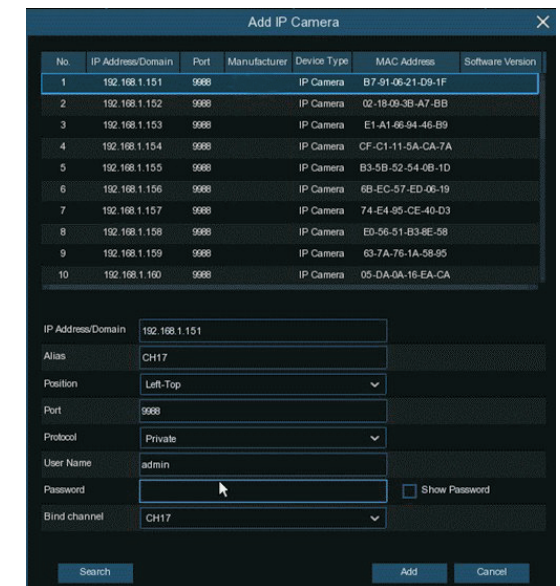 Add IP Camera
No. IP Address/Domain Port Manufacturer Device Type MAC Address Software Version
1 192.168.1.151 9988 IP Camera B7-91-06-21-D9-1F
2 192.168.1.152 9988 IP Camera 02-18-09-3B-A7-BB
3 192.168.1.153 9988 IP Camera E1-A1-66-94-46-B9
4 192.168.1.154 9988 IP Camera CF-C1-11-5A-CA-7A
5 192.168.1.155 9988 IP Camera B3-5B-52-54-0B-1D
6 192.168.1.156 9988 IP Camera 6B-EC-57-ED-06-19
7 192.168.1.157 9988 IP Camera 74-E4-95-CE-40-D3
8 192.168.1.158 9988 IP Camera E0-56-51-B3-8E-58
9 192.168.1.159 9988 IP Camera 63-7A-76-1A-58-95
10 192.168.1.160 9988 IP Camera 05-DA-0A-16-EA-CA
IP Address/Domain 192.168.1.151
Alias CH17
Position Left-Top
Port 9988
Protocol Private
User Name admin
Password Show Password
Bind channel CH17
Search Add Cancel